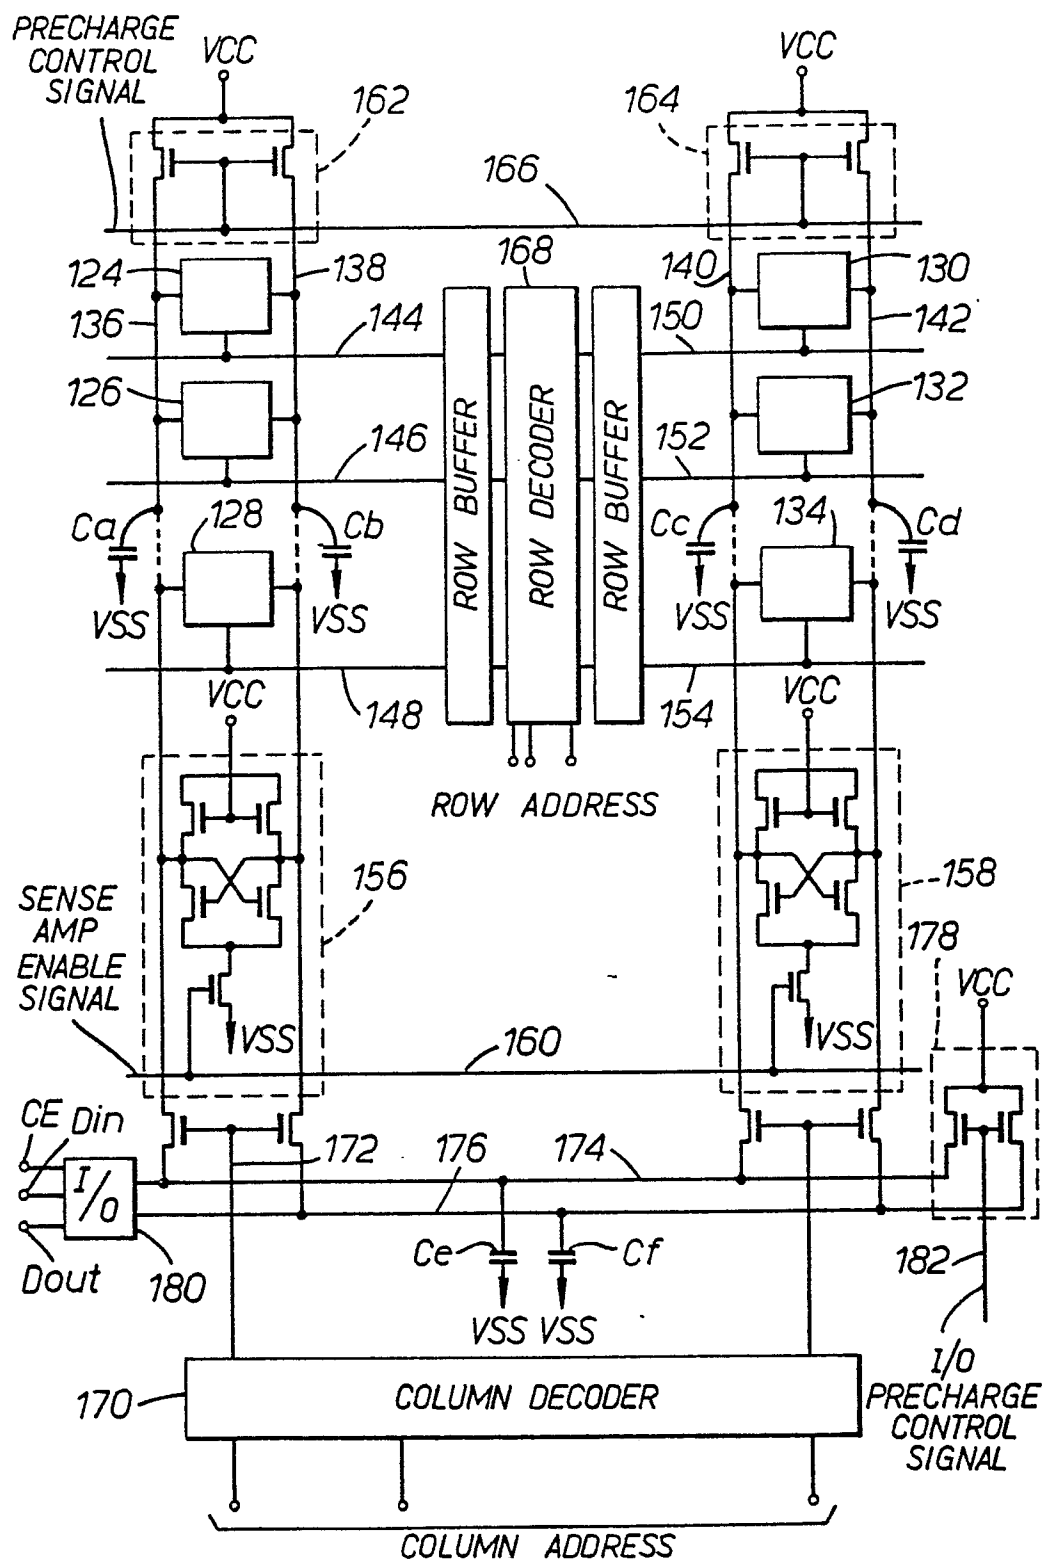 PRECHARGE
CONTROL
SIGNAL
VCC
VCC
162
164
166
124
138
168
140
130
136
144
150
142
126
132
146
152
ROW BUFFER
ROW DECODER
ROW BUFFER
Ca
128
Cb
Cc
134
Cd
VSS
VSS
VSS
VSS
VCC
148
154
VCC
ROW ADDRESS
156
158
SENSE
AMP
ENABLE
SIGNAL
178
VCC
VSS
VSS
160
CE
Din
172
176
174
I/O
Dout
180
Ce
Cf
182
VSS
VSS
I/O
PRECHARGE
CONTROL
SIGNAL
170
COLUMN DECODER
COLUMN ADDRESS